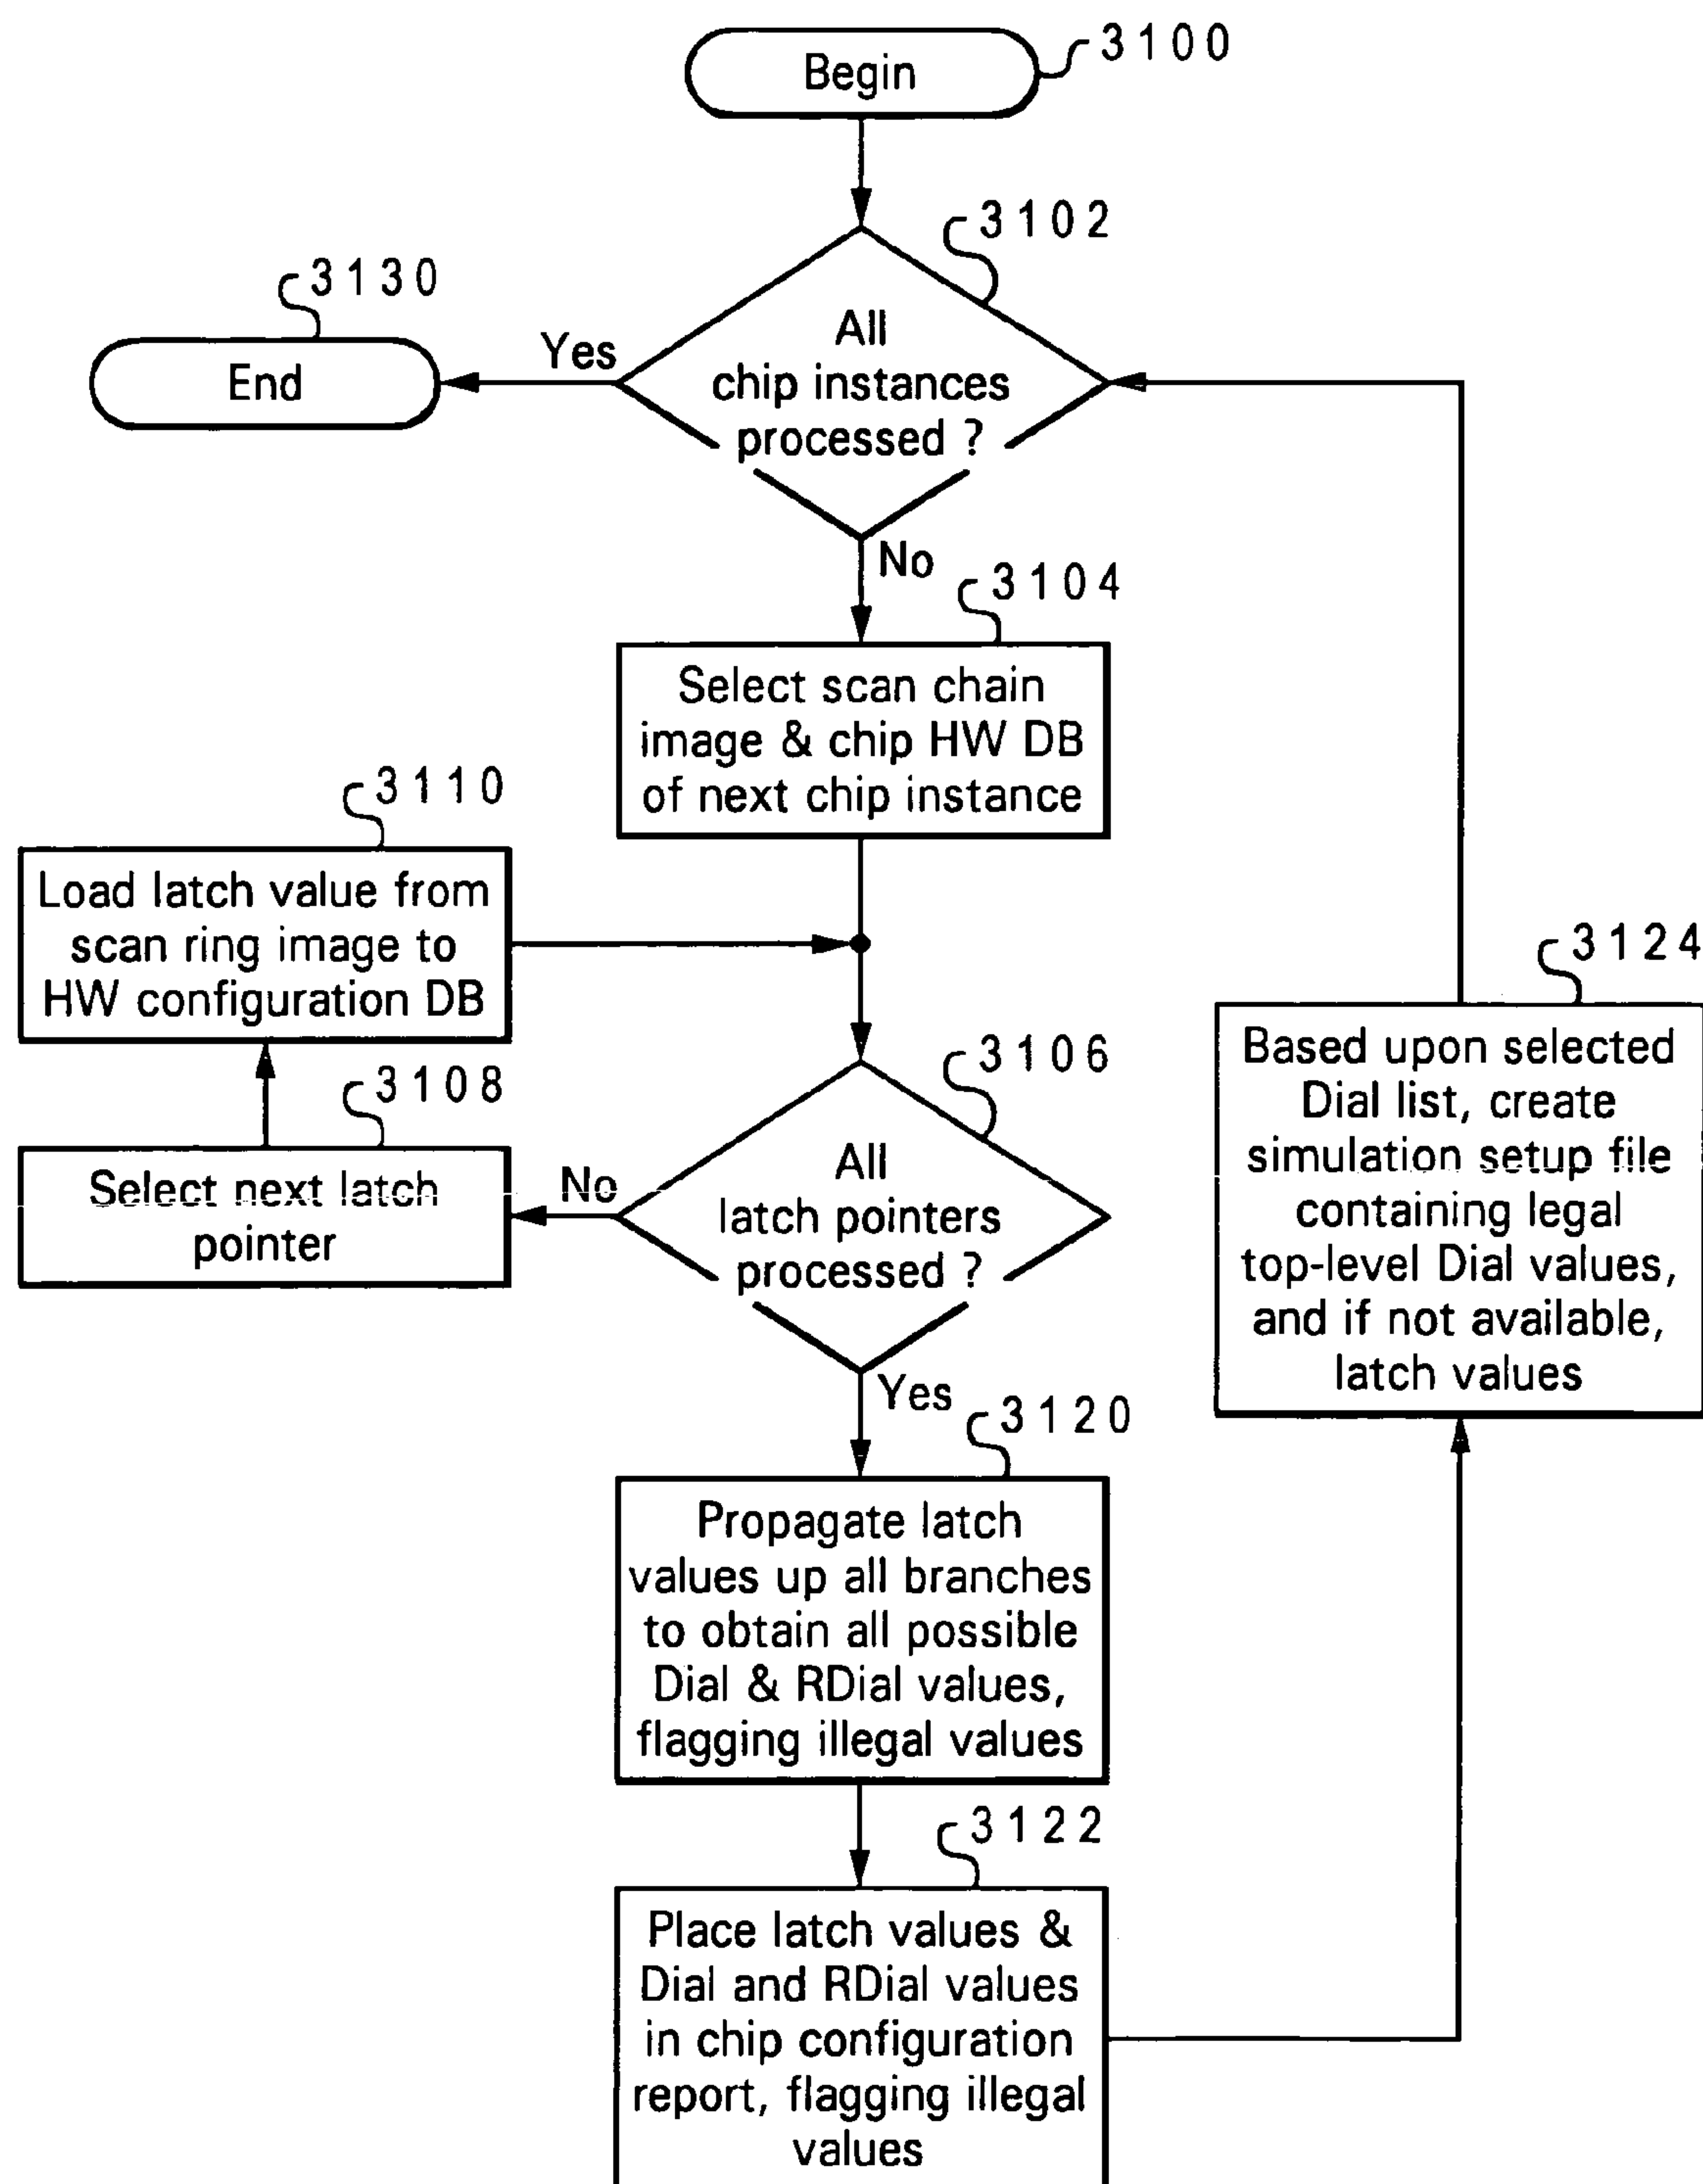 Begin
3100
3102
All
chip instances
processed ?
Yes
3130
End
No
3104
Select scan chain
image & chip HW DB
of next chip instance
3110
Load latch value from
scan ring image to
HW configuration DB
3108
Select next latch
pointer
No
3106
All
latch pointers
processed ?
Yes
3120
Propagate latch
values up all branches
to obtain all possible
Dial & RDial values,
flagging illegal values
3122
Place latch values &
Dial and RDial values
in chip configuration
report, flagging illegal
values
3124
Based upon selected
Dial list, create
simulation setup file
containing legal
top-level Dial values,
and if not available,
latch values